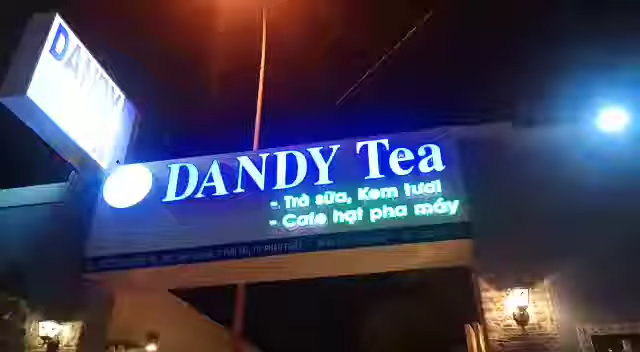 DANDY
DANDY Tea
- Trà sữa, Kem tươi
- Cafe hạt pha máy